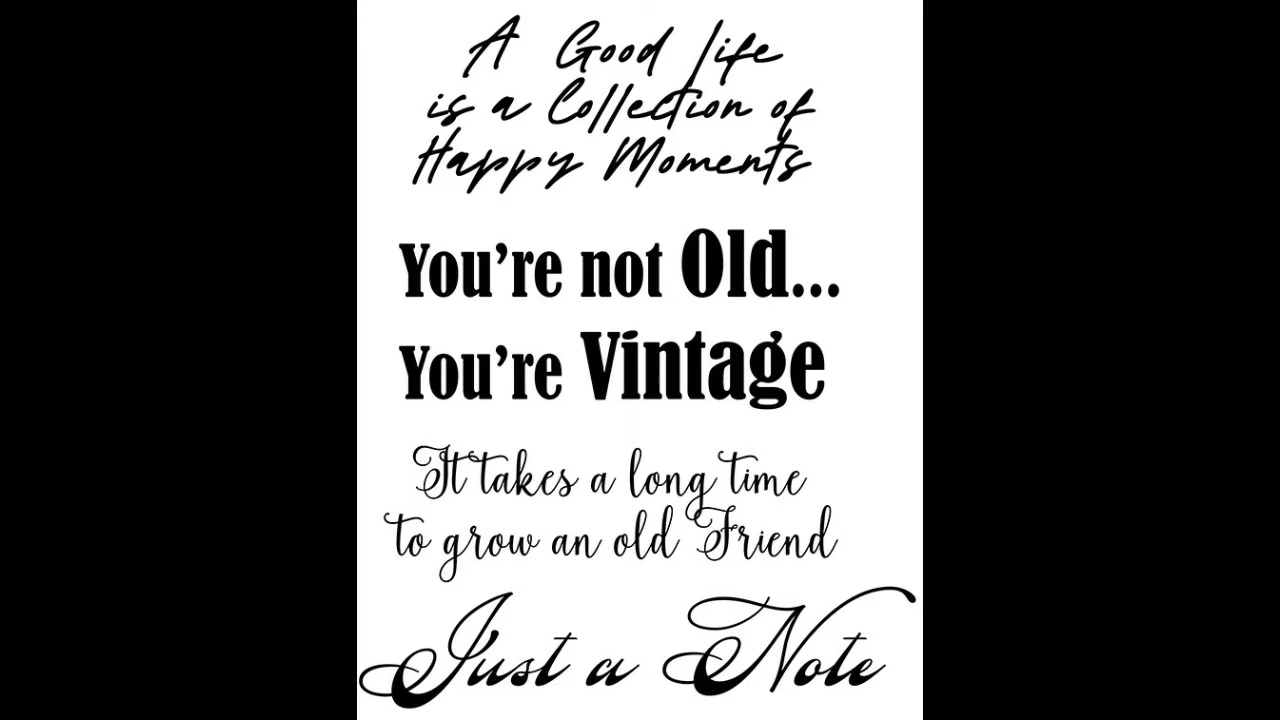 A Good Life
is a Collection of
Happy Moments
You're not Old...
You're Vintage
It takes a long time
to grow an old Friend
Just a Note